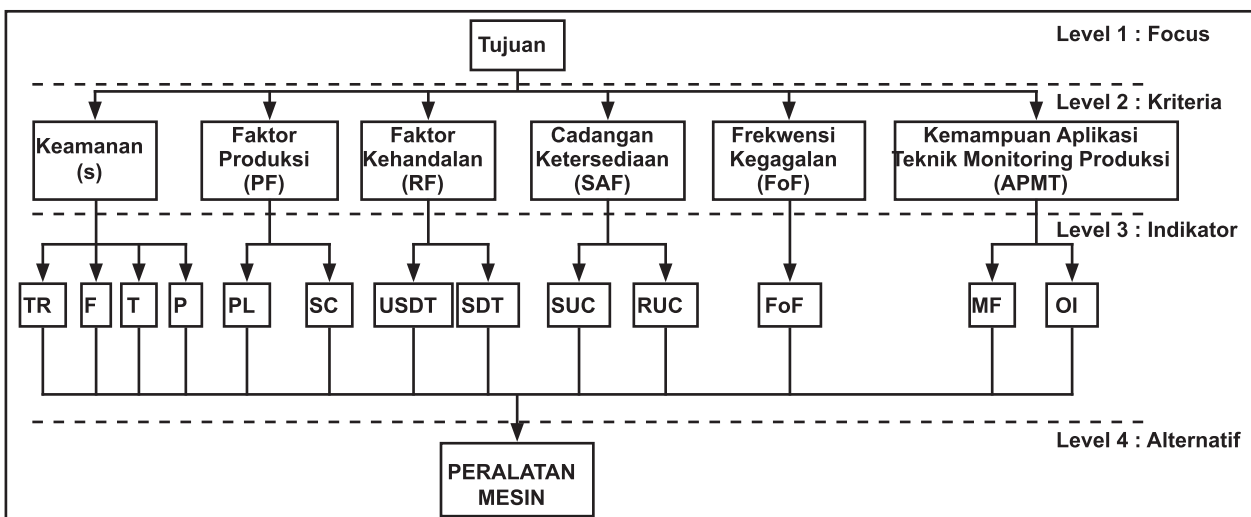 Tujuan
Level 1 : Focus
Level 2 : Kriteria
Keamanan
(s)
Faktor
Produksi
(PF)
Faktor
Kehandalan
(RF)
Cadangan
Ketersediaan
(SAF)
Frekwensi
Kegagalan
(FoF)
Kemampuan Aplikasi
Teknik Monitoring Produksi
(APMT)
Level 3 : Indikator
TR
F
T
P
PL
SC
USDT
SDT
SUC
RUC
FoF
MF
OI
Level 4 : Alternatif
PERALATAN
MESIN